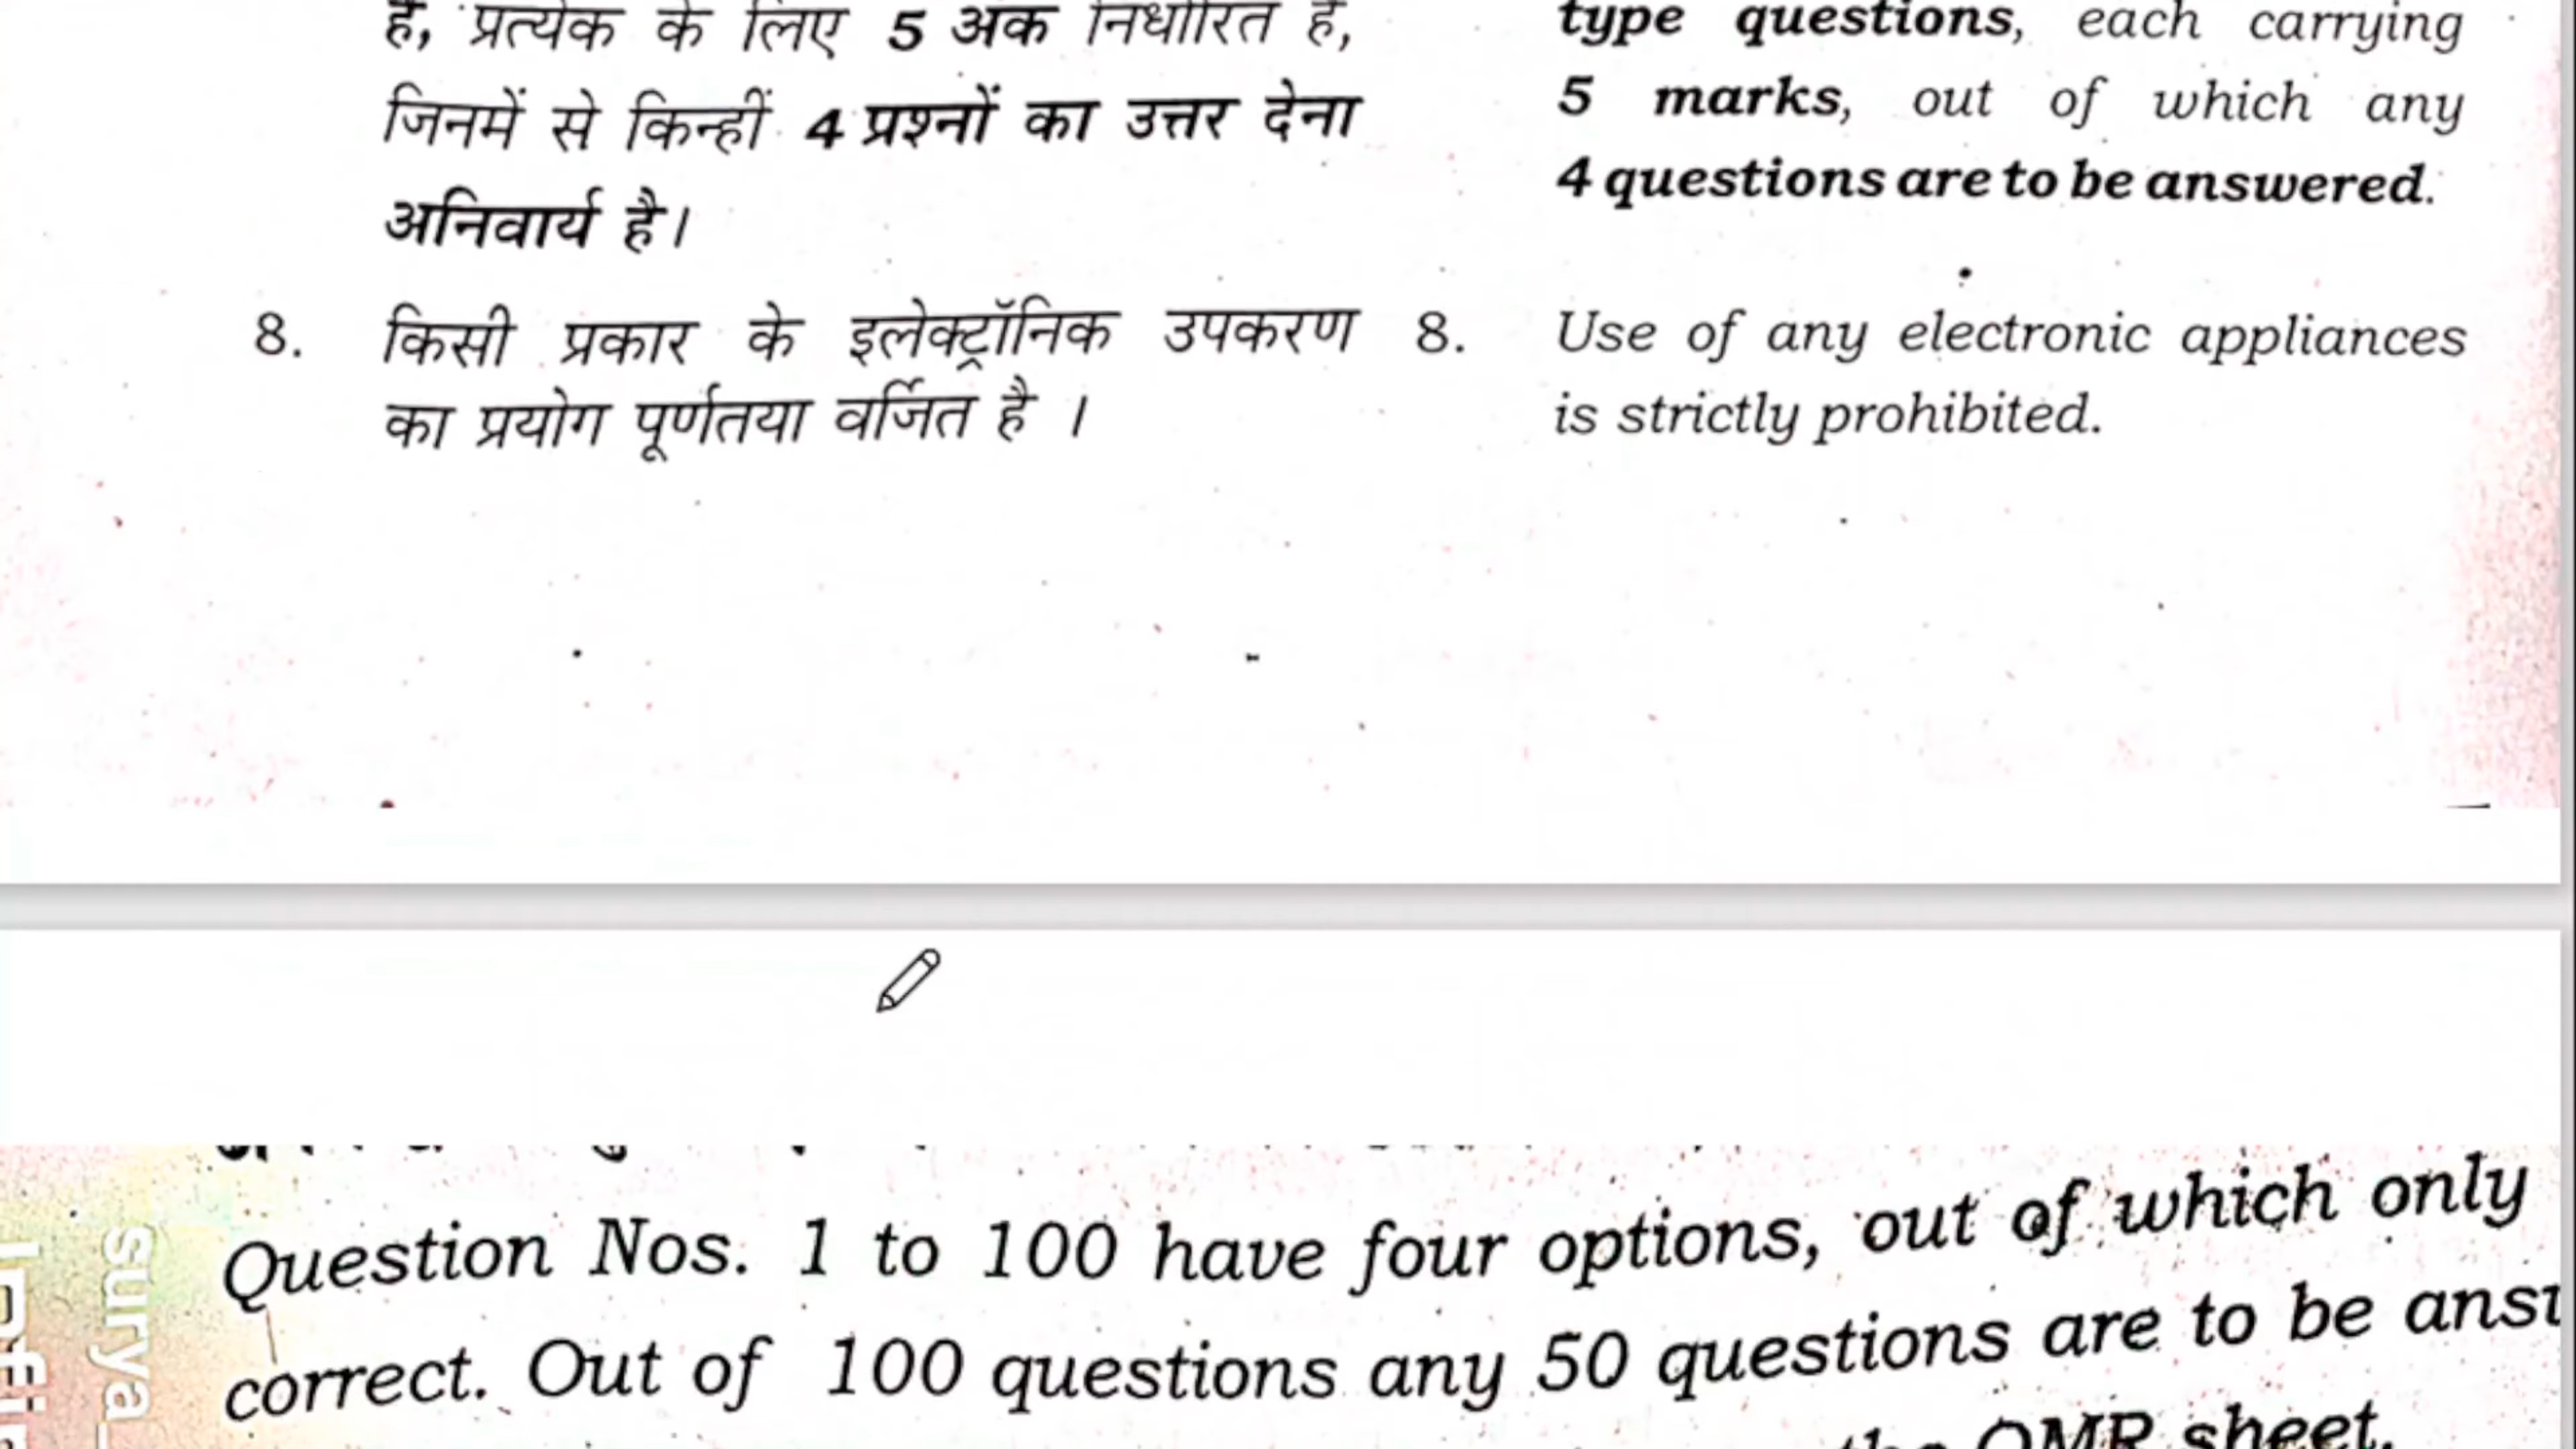 है, प्रत्येक के लिए 5 अंक निर्धारित है,
जिनमें से किन्हीं 4 प्रश्नों का उत्तर देना
अनिवार्य है।
8. किसी प्रकार के इलेक्ट्रॉनिक उपकरण
का प्रयोग पूर्णतया वर्जित है ।
type questions, each carrying
5 marks, out of which any
4 questions are to be answered.
8. Use of any electronic appliances
is strictly prohibited.
Question Nos. 1 to 100 have four options, out of which only
correct. Out of 100 questions any 50 questions are to be
the OMR sheet.
surya_